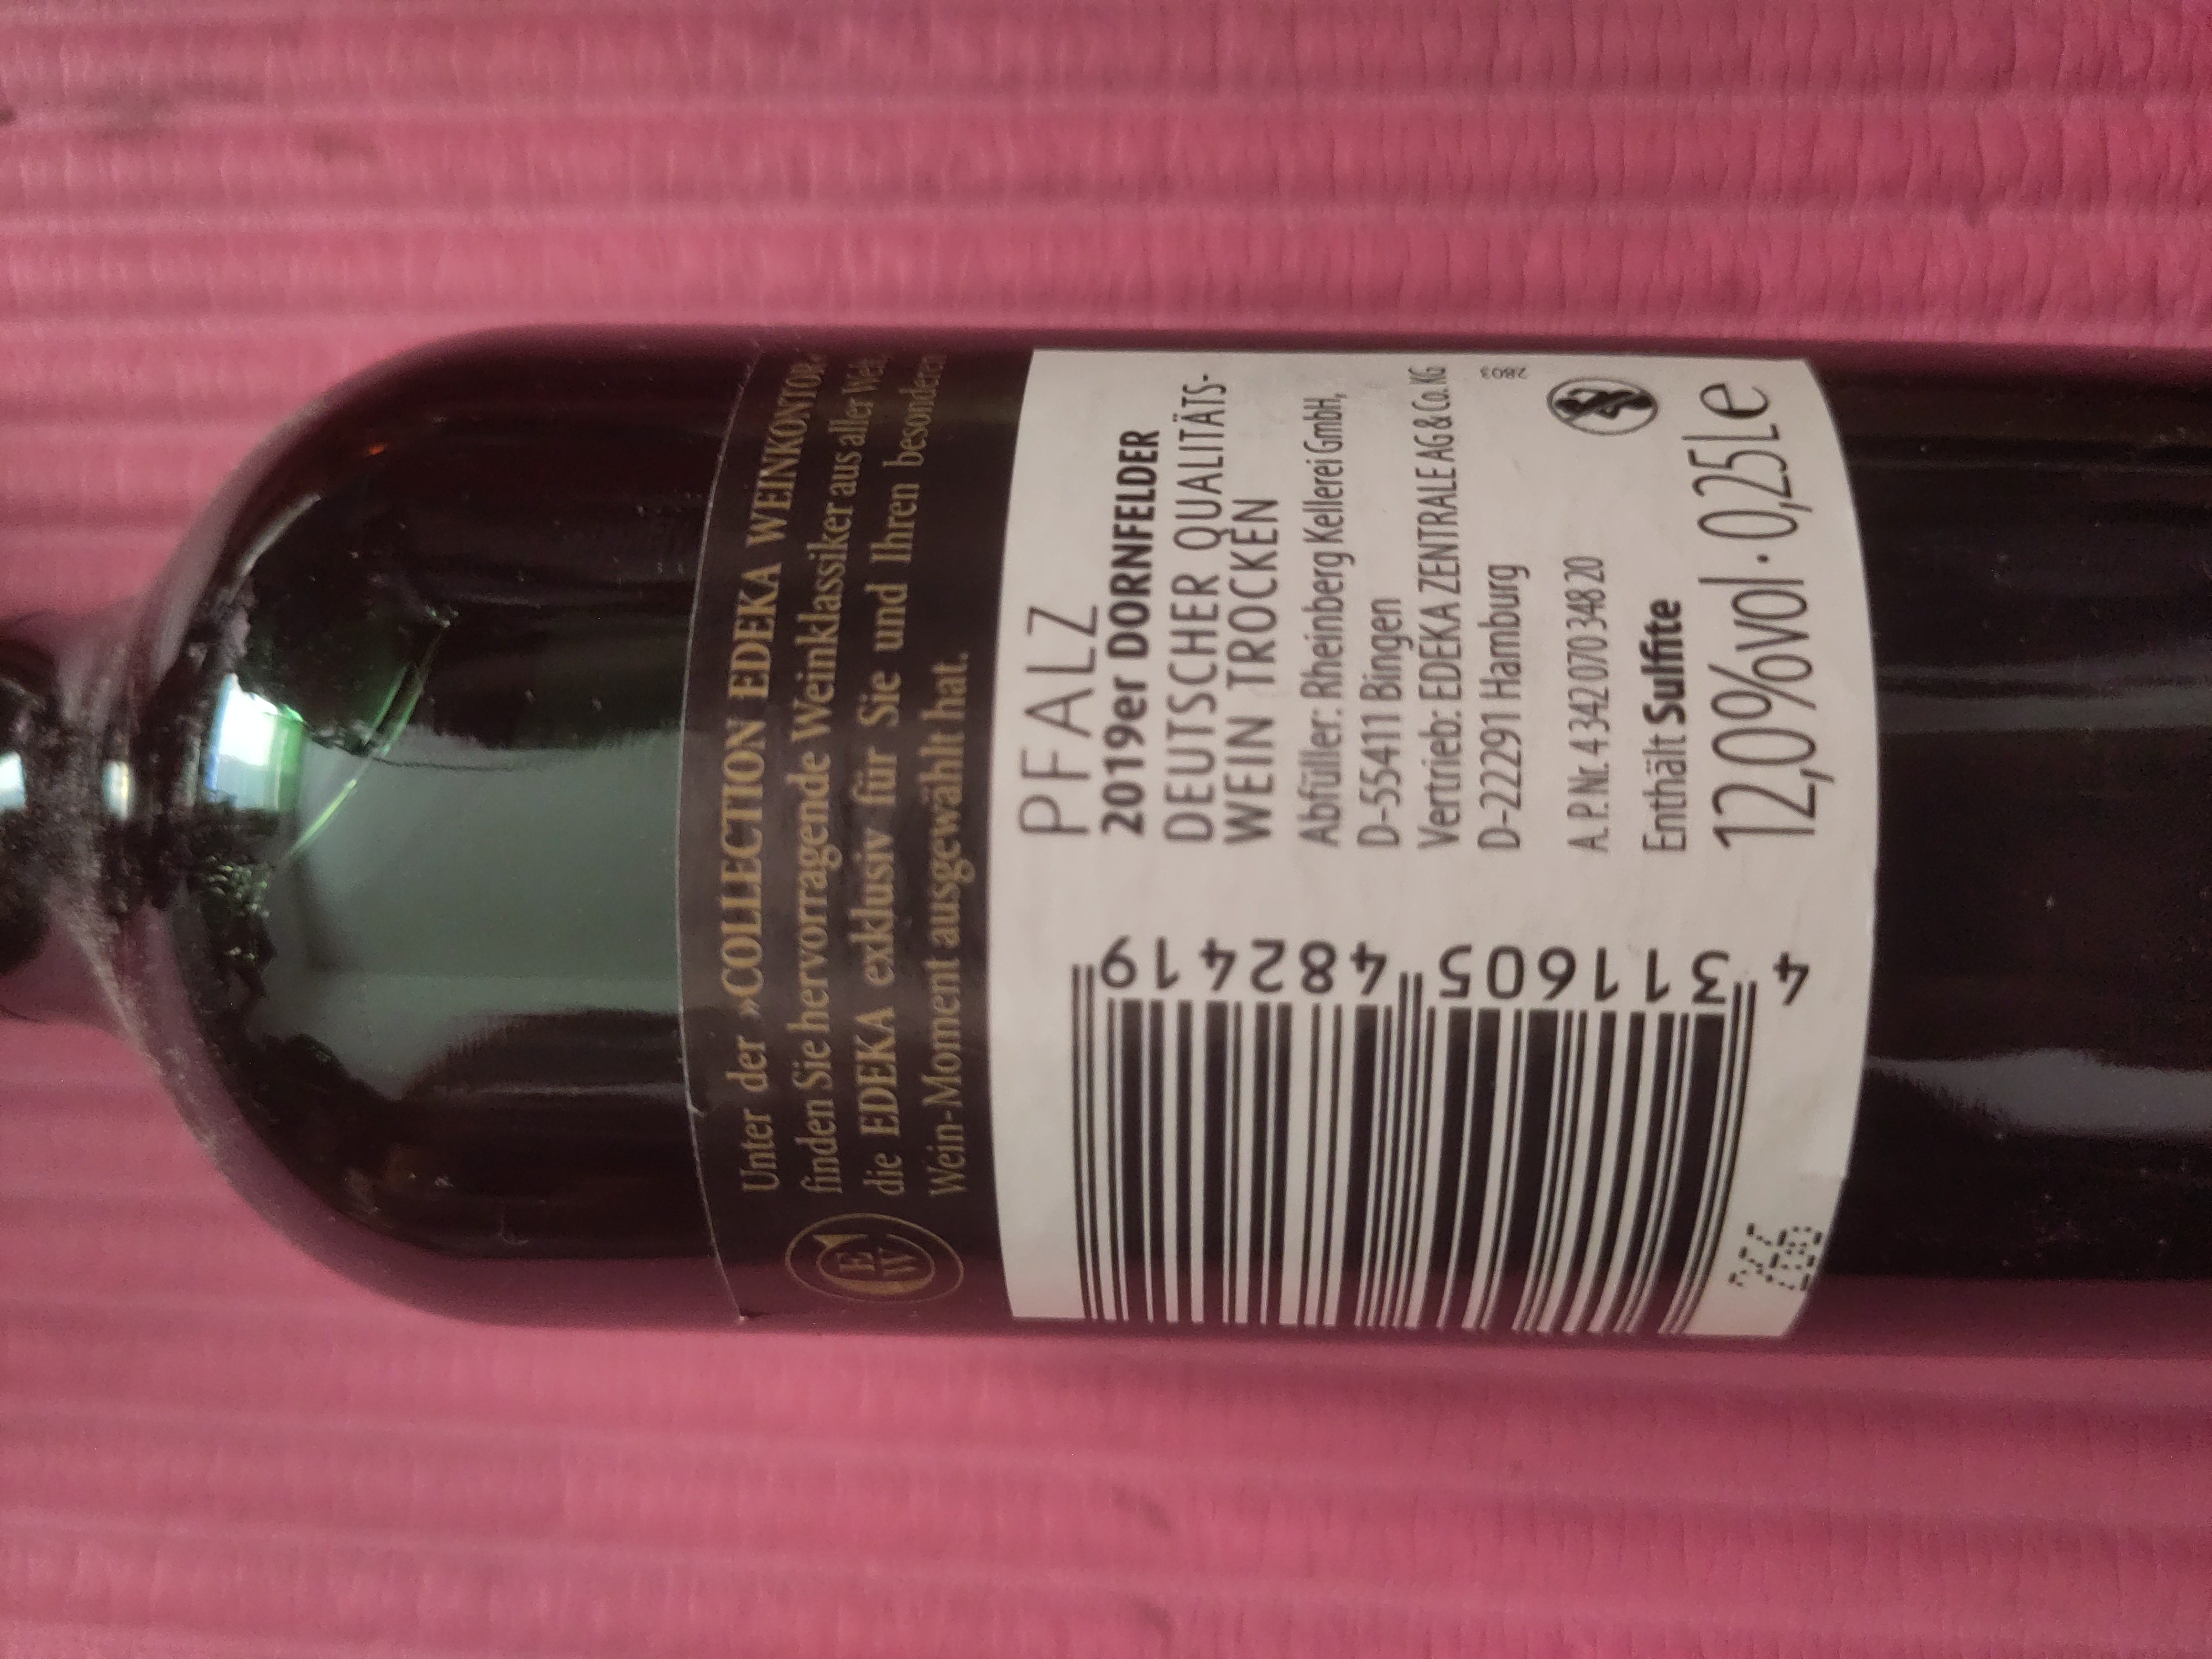 Unter der »COLLECTION EDEKA WEINKONTOR«
finden Sie hervorragende Weinklassiker aus aller Welt,
die EDEKA exklusiv für Sie und Ihren besonderen
Wein-Moment ausgewählt hat.
E
W
PFALZ
2019er DORNFELDER
DEUTSCHER QUALITÄTS-
WEIN TROCKEN
Abfüller: Rheinberg Kellerei GmbH,
D-55411 Bingen
Vertrieb: EDEKA ZENTRALE AG & Co. KG
D-22291 Hamburg
2803
A. P. Nr. 4 342 070 348 20
Enthält Sulfite
12,0%vol · 0,25 L e
4 311605 482419
266